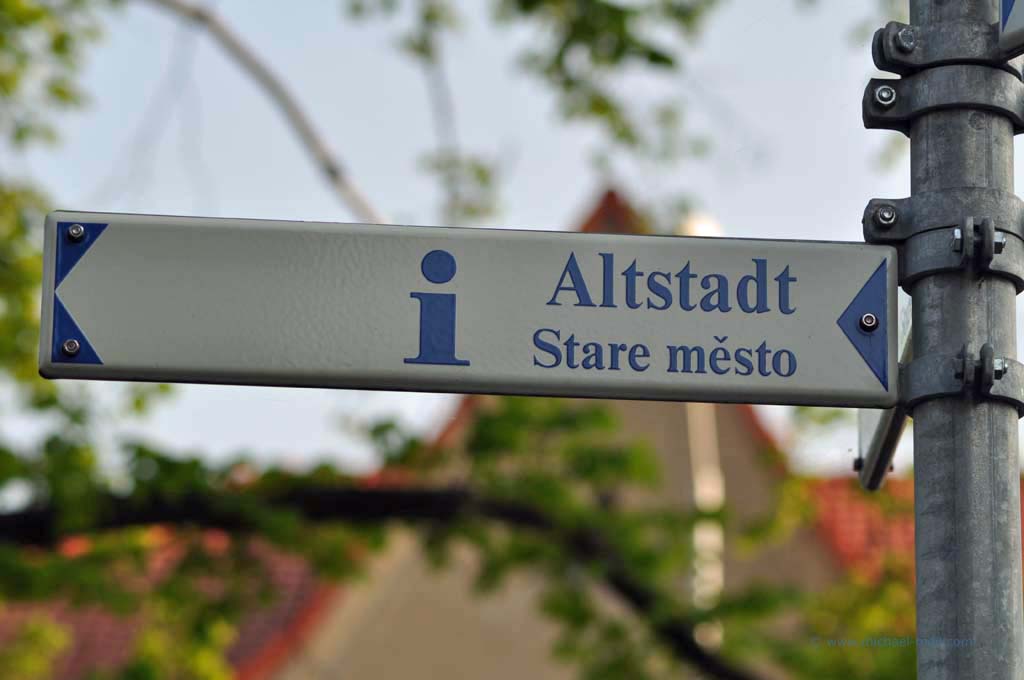 i
Altstadt
Stare město